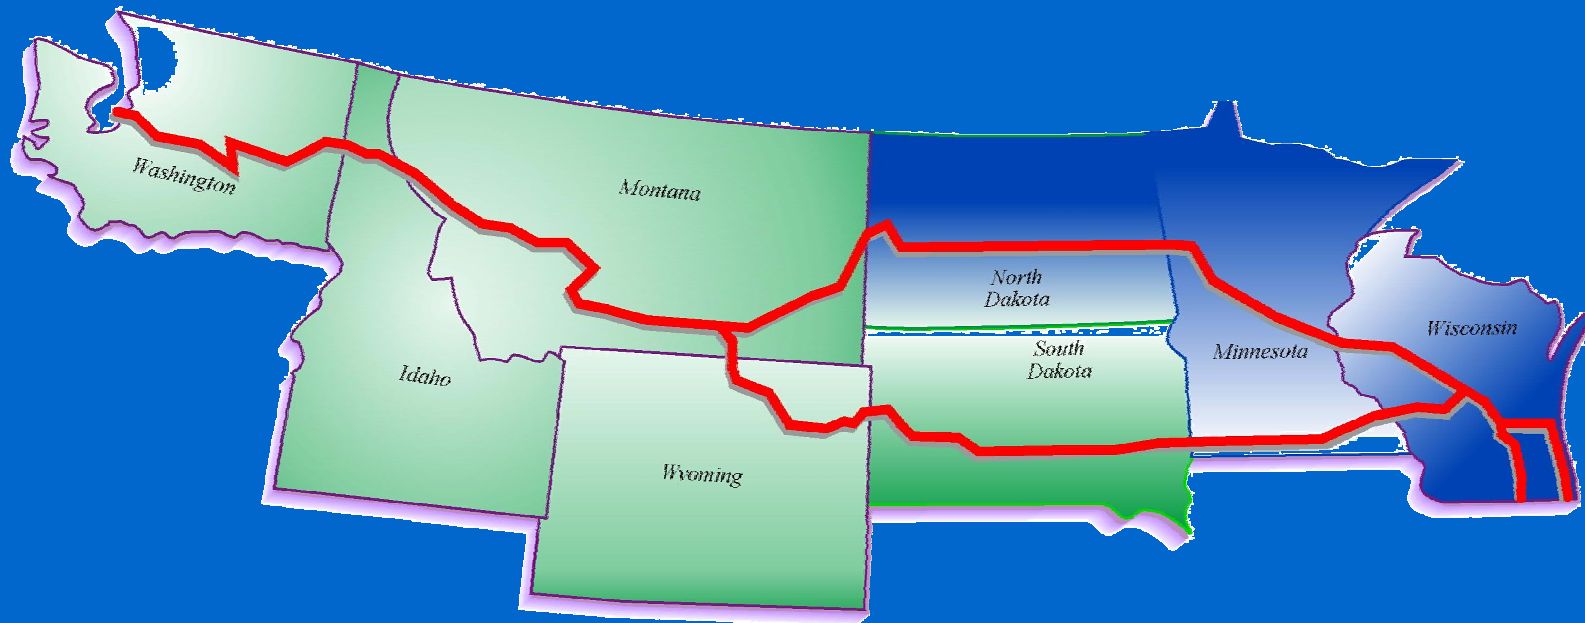 Washington
Montana
North
Dakota
South
Dakota
Minnesota
Wisconsin
Idaho
Wyoming